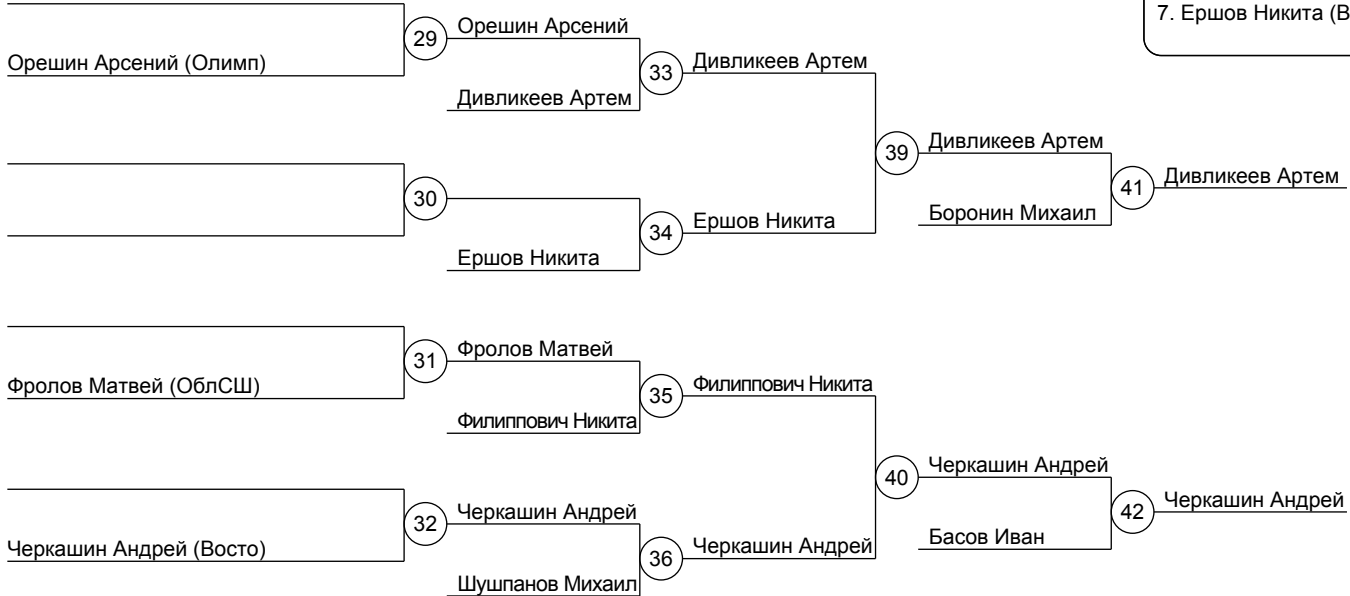 7. Ершов Никита (В
29
Орешин Арсений
Орешин Арсений (Олимп)
33
Дивликеев Артем
Дивликеев Артем
39
Дивликеев Артем
30
41
Дивликеев Артем
34
Ершов Никита
Боронин Михаил
Ершов Никита
31
Фролов Матвей
Фролов Матвей (ОблСШ)
35
Филиппович Никита
Филиппович Никита
40
Черкашин Андрей
32
Черкашин Андрей
42
Черкашин Андрей
Черкашин Андрей (Восто)
36
Черкашин Андрей
Басов Иван
Шушпанов Михаил